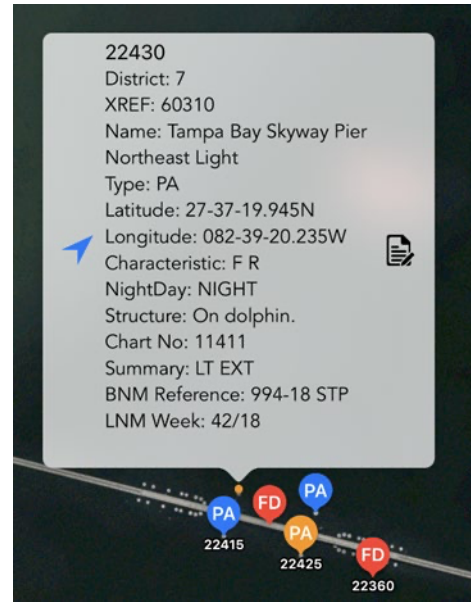 22430
District: 7
XREF: 60310
Name: Tampa Bay Skyway Pier
Northeast Light
Type: PA
Latitude: 27-37-19.945N
Longitude: 082-39-20.235W
Characteristic: F R
NightDay: NIGHT
Structure: On dolphin.
Chart No: 11411
Summary: LT EXT
BNM Reference: 994-18 STP
LNM Week: 42/18
PA
22415
FD
PA
PA
22425
FD
22360